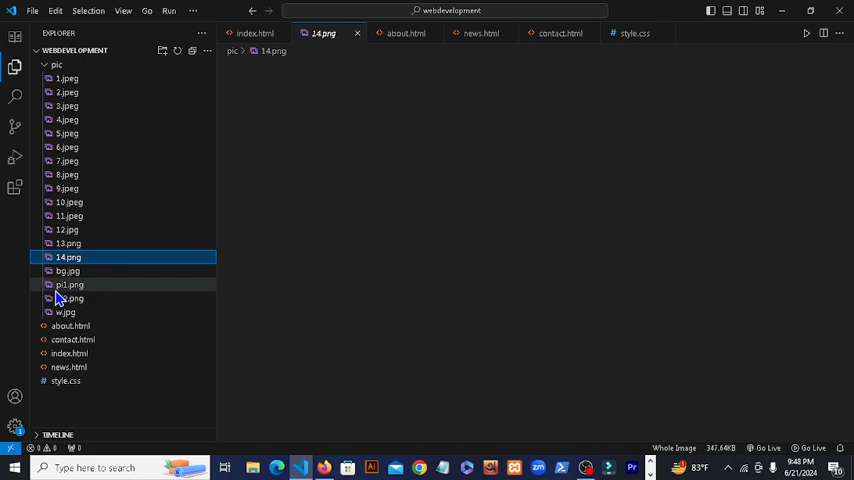 File Edit Selection View Go Run ··· webdevelopment
EXPLORER ···
index.html 14.png about.html news.html contact.html style.css
WEBDEVELOPMENT
pic > 14.png
pic
1.jpeg
2.jpeg
3.jpeg
4.jpeg
5.jpeg
6.jpeg
7.jpeg
8.jpeg
9.jpeg
10.jpeg
11.jpeg
12.jpg
13.png
14.png
bg.jpg
pi1.png
2.png
w.jpg
about.html
contact.html
index.html
news.html
style.css
TIMELINE
0 0 0 Whole Image 347.64KB Go Live Go Live
Type here to search
83°F
9:48 PM
6/21/2024
10
1